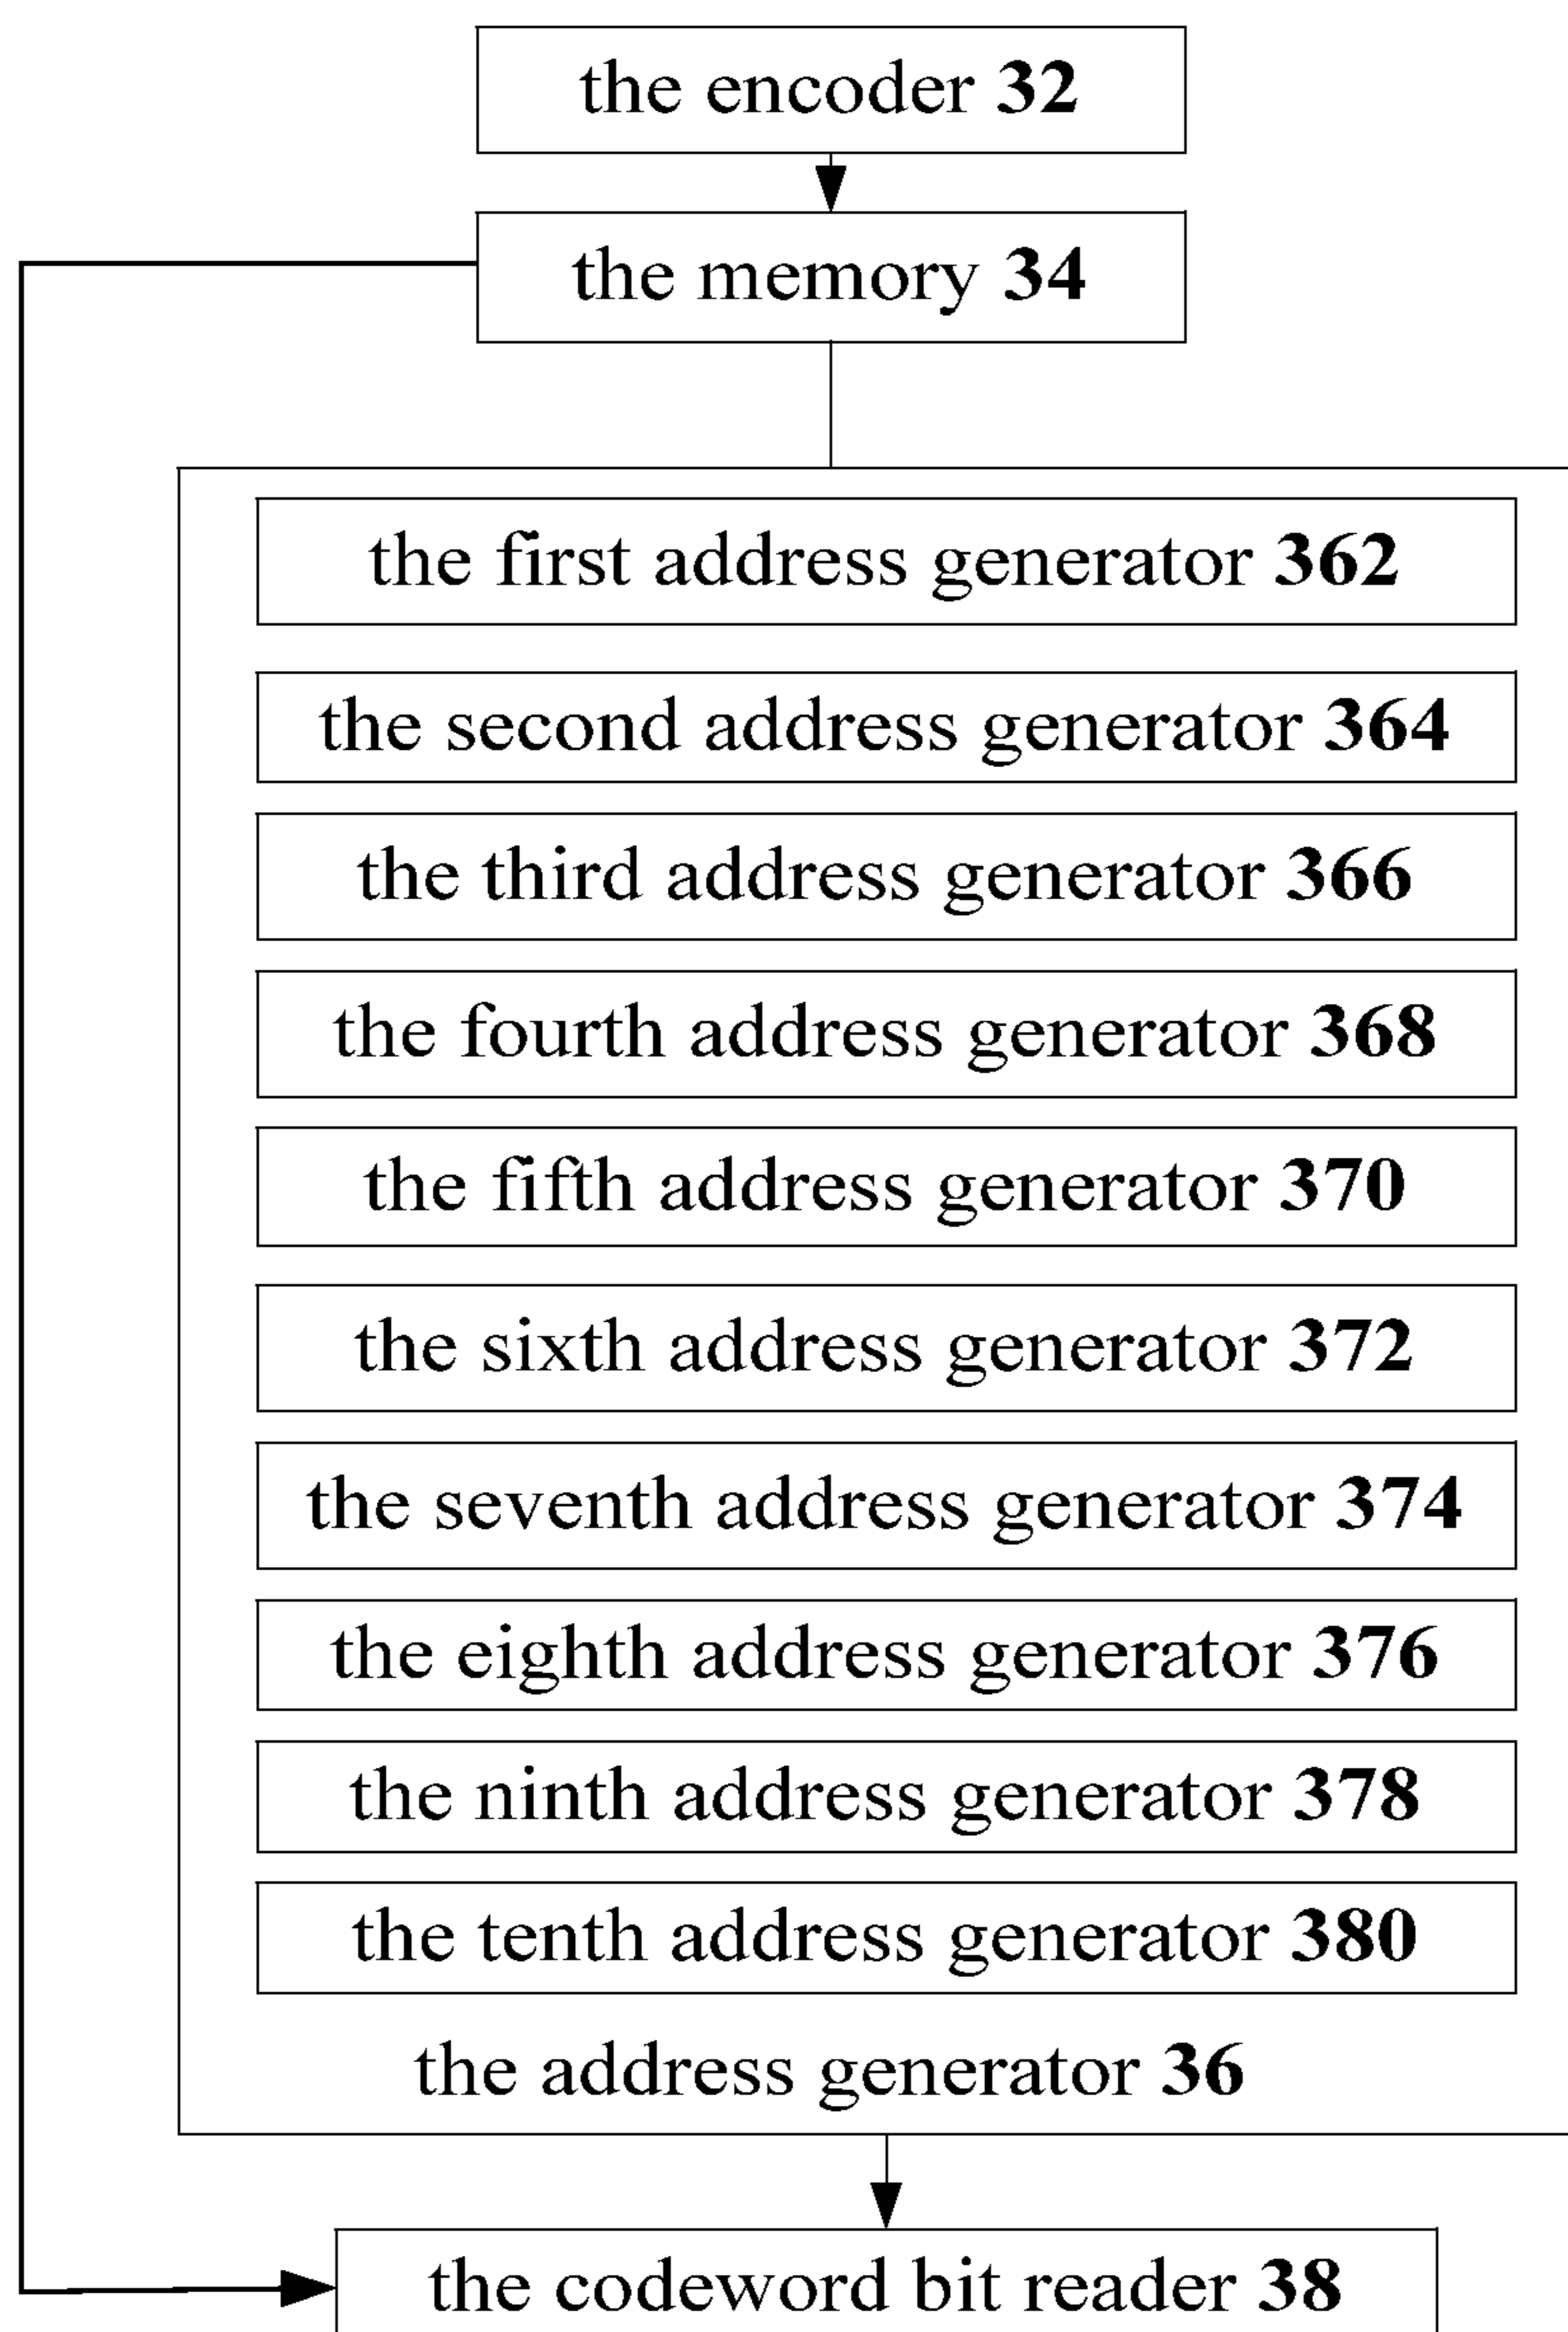 the encoder 32
the memory 34
the first address generator 362
the second address generator 364
the third address generator 366
the fourth address generator 368
the fifth address generator 370
the sixth address generator 372
the seventh address generator 374
the eighth address generator 376
the ninth address generator 378
the tenth address generator 380
the address generator 36
the codeword bit reader 38